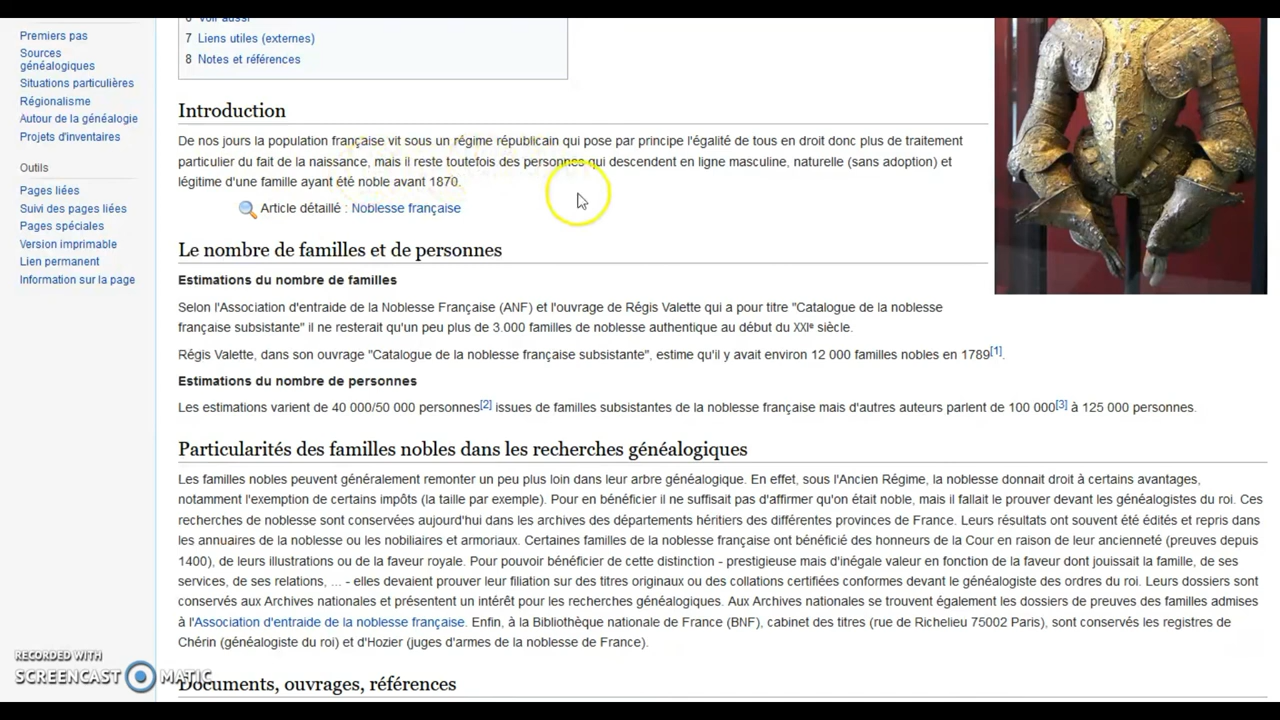 Premiers pas
Sources
généalogiques
Situations particulières
Régionalisme
Autour de la généalogie
Projets d'inventaires
Outils
Pages liées
Suivi des pages liées
Pages spéciales
Version imprimable
Lien permanent
Information sur la page
6 Voir aussi
7 Liens utiles (externes)
8 Notes et références
Introduction
De nos jours la population française vit sous un régime républicain qui pose par principe l'égalité de tous en droit donc plus de traitement
particulier du fait de la naissance, mais il reste toutefois des personnes qui descendent en ligne masculine, naturelle (sans adoption) et
légitime d'une famille ayant été noble avant 1870.
Article détaillé : Noblesse française
Le nombre de familles et de personnes
Estimations du nombre de familles
Selon l'Association d'entraide de la Noblesse Française (ANF) et l'ouvrage de Régis Valette qui a pour titre "Catalogue de la noblesse
française subsistante" il ne resterait qu'un peu plus de 3.000 familles de noblesse authentique au début du XXIe siècle.
Régis Valette, dans son ouvrage "Catalogue de la noblesse française subsistante", estime qu'il y avait environ 12 000 familles nobles en 1789[1].
Estimations du nombre de personnes
Les estimations varient de 40 000/50 000 personnes[2] issues de familles subsistantes de la noblesse française mais d'autres auteurs parlent de 100 000[3] à 125 000 personnes.
Particularités des familles nobles dans les recherches généalogiques
Les familles nobles peuvent généralement remonter un peu plus loin dans leur arbre généalogique. En effet, sous l'Ancien Régime, la noblesse donnait droit à certains avantages,
notamment l'exemption de certains impôts (la taille par exemple). Pour en bénéficier il ne suffisait pas d'affirmer qu'on était noble, mais il fallait le prouver devant les généalogistes du roi. Ces
recherches de noblesse sont conservées aujourd'hui dans les archives des départements héritiers des différentes provinces de France. Leurs résultats ont souvent été édités et repris dans
les annuaires de la noblesse ou les nobiliaires et armoriaux. Certaines familles de la noblesse française ont bénéficié des honneurs de la Cour en raison de leur ancienneté (preuves depuis
1400), de leurs illustrations ou de la faveur royale. Pour pouvoir bénéficier de cette distinction - prestigieuse mais d'inégale valeur en fonction de la faveur dont jouissait la famille, de ses
services, de ses relations, ... - elles devaient prouver leur filiation sur des titres originaux ou des collations certifiées conformes devant le généalogiste des ordres du roi. Leurs dossiers sont
conservés aux Archives nationales et présentent un intérêt pour les recherches généalogiques. Aux Archives nationales se trouvent également les dossiers de preuves des familles admises
à l'Association d'entraide de la noblesse française. Enfin, à la Bibliothèque nationale de France (BNF), cabinet des titres (rue de Richelieu 75002 Paris), sont conservés les registres de
Chérin (généalogiste du roi) et d'Hozier (juges d'armes de la noblesse de France).
Documents, ouvrages, références
RECORDED WITH
SCREENCAST MATIC